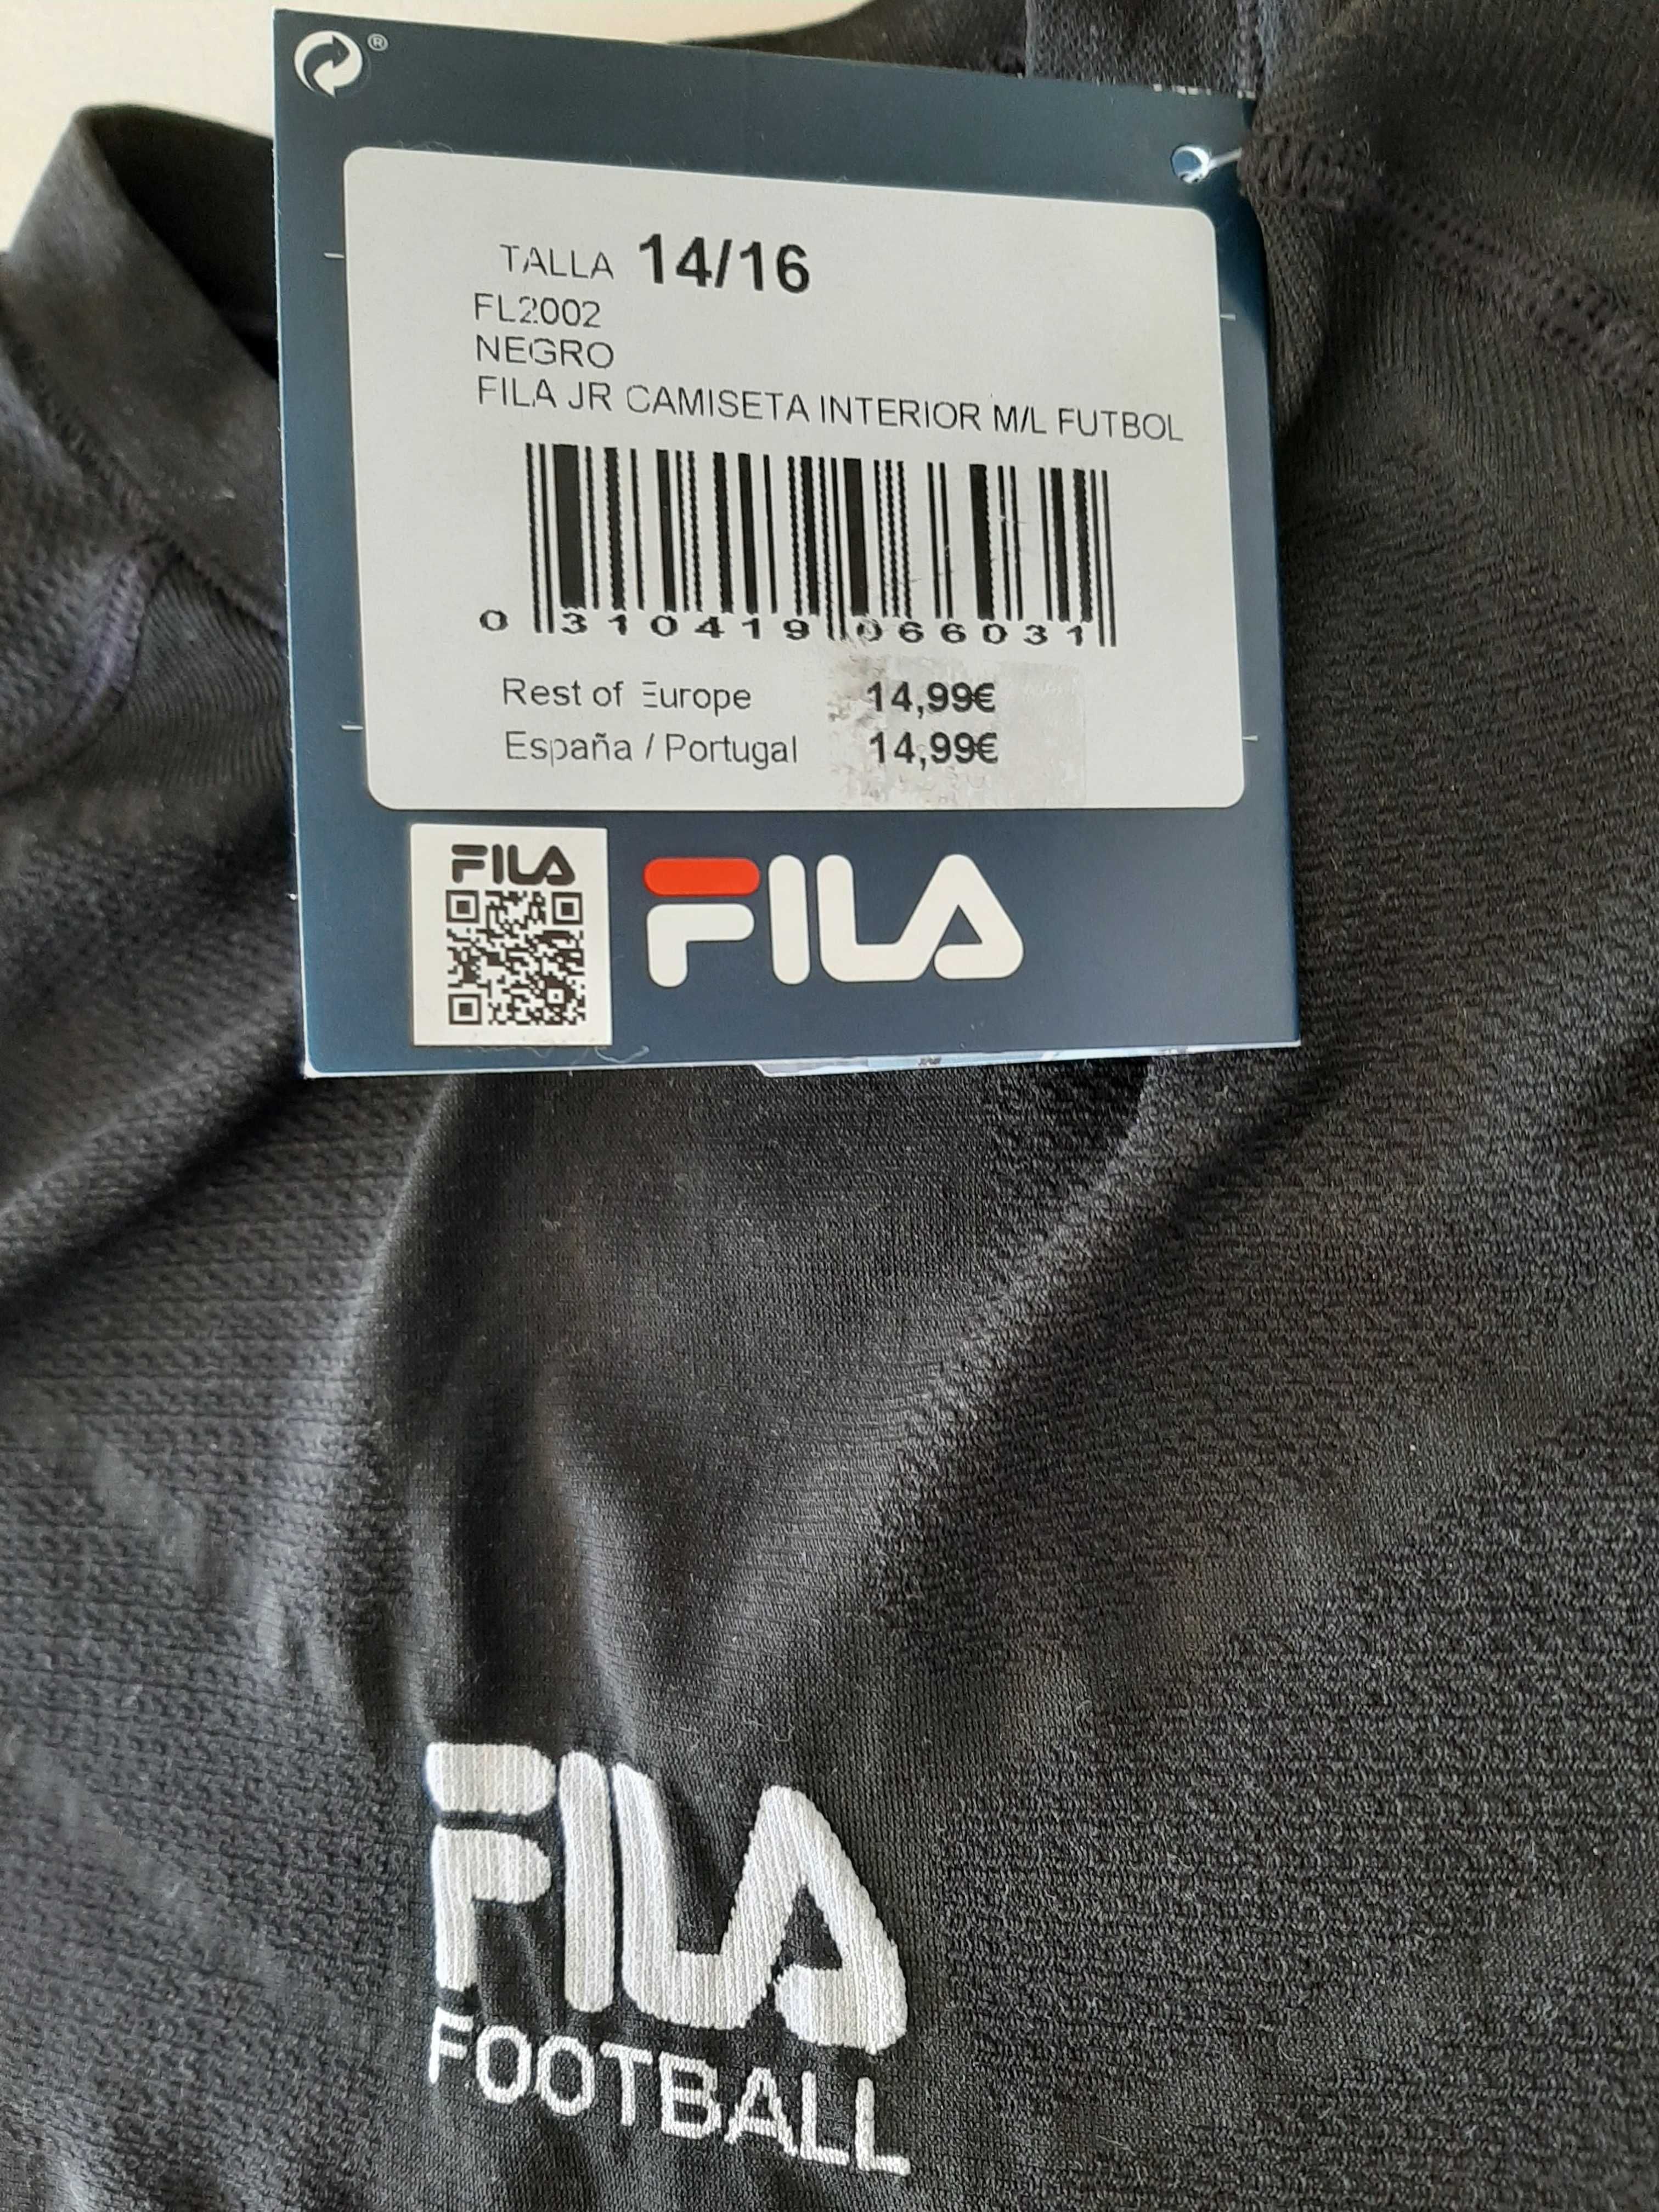 ®
TALLA 14/16
FL2002
NEGRO
FILA JR CAMISETA INTERIOR M/L FUTBOL
0 310419 066031
Rest of Europe 14,99€
España / Portugal 14,99€
FILA
FILA
FILA
FOOTBALL